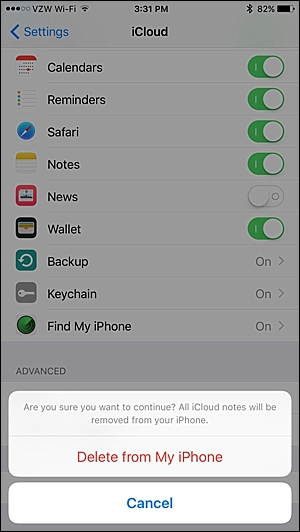 VZW Wi-Fi 3:31 PM 82%
Settings iCloud
Calendars
Reminders
Safari
Notes
News
Wallet
Backup On
Keychain On
Find My iPhone On
ADVANCED
Are you sure you want to continue? All iCloud notes will be
removed from your iPhone.
Delete from My iPhone
Cancel